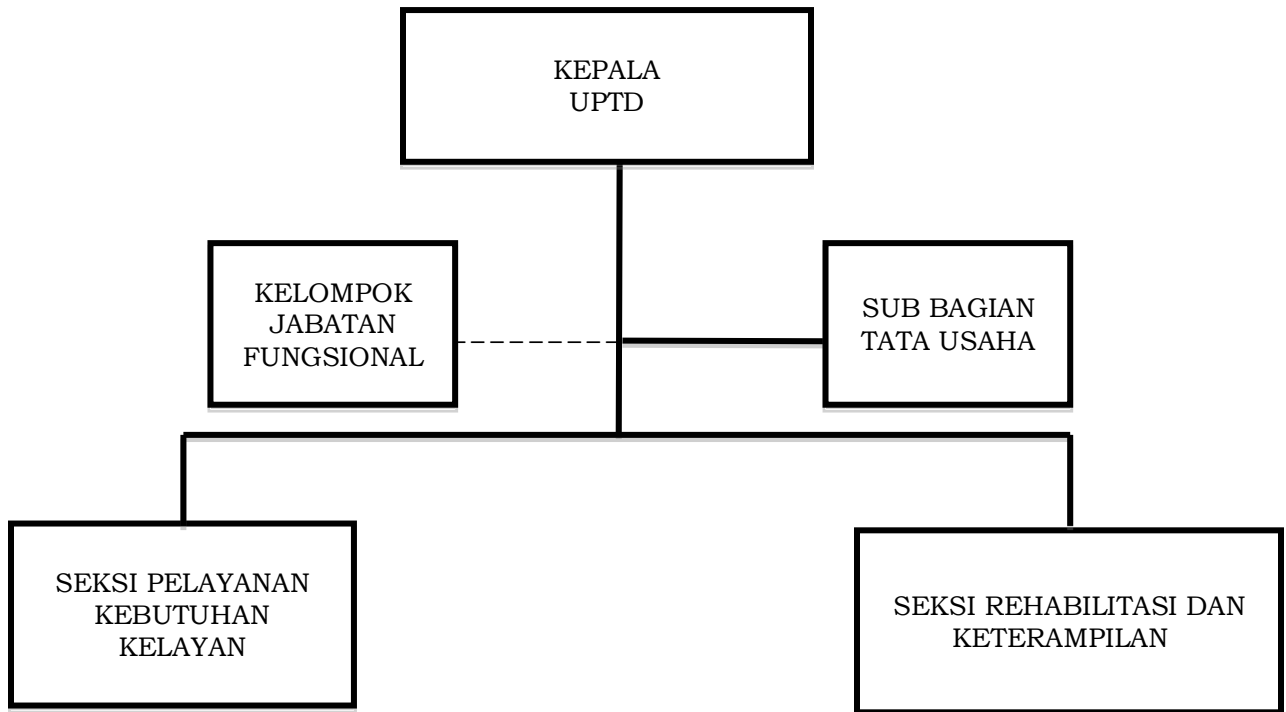 KEPALA
UPTD
KELOMPOK
JABATAN
FUNGSIONAL
SUB BAGIAN
TATA USAHA
SEKSI PELAYANAN
KEBUTUHAN
KELAYAN
SEKSI REHABILITASI DAN
KETERAMPILAN